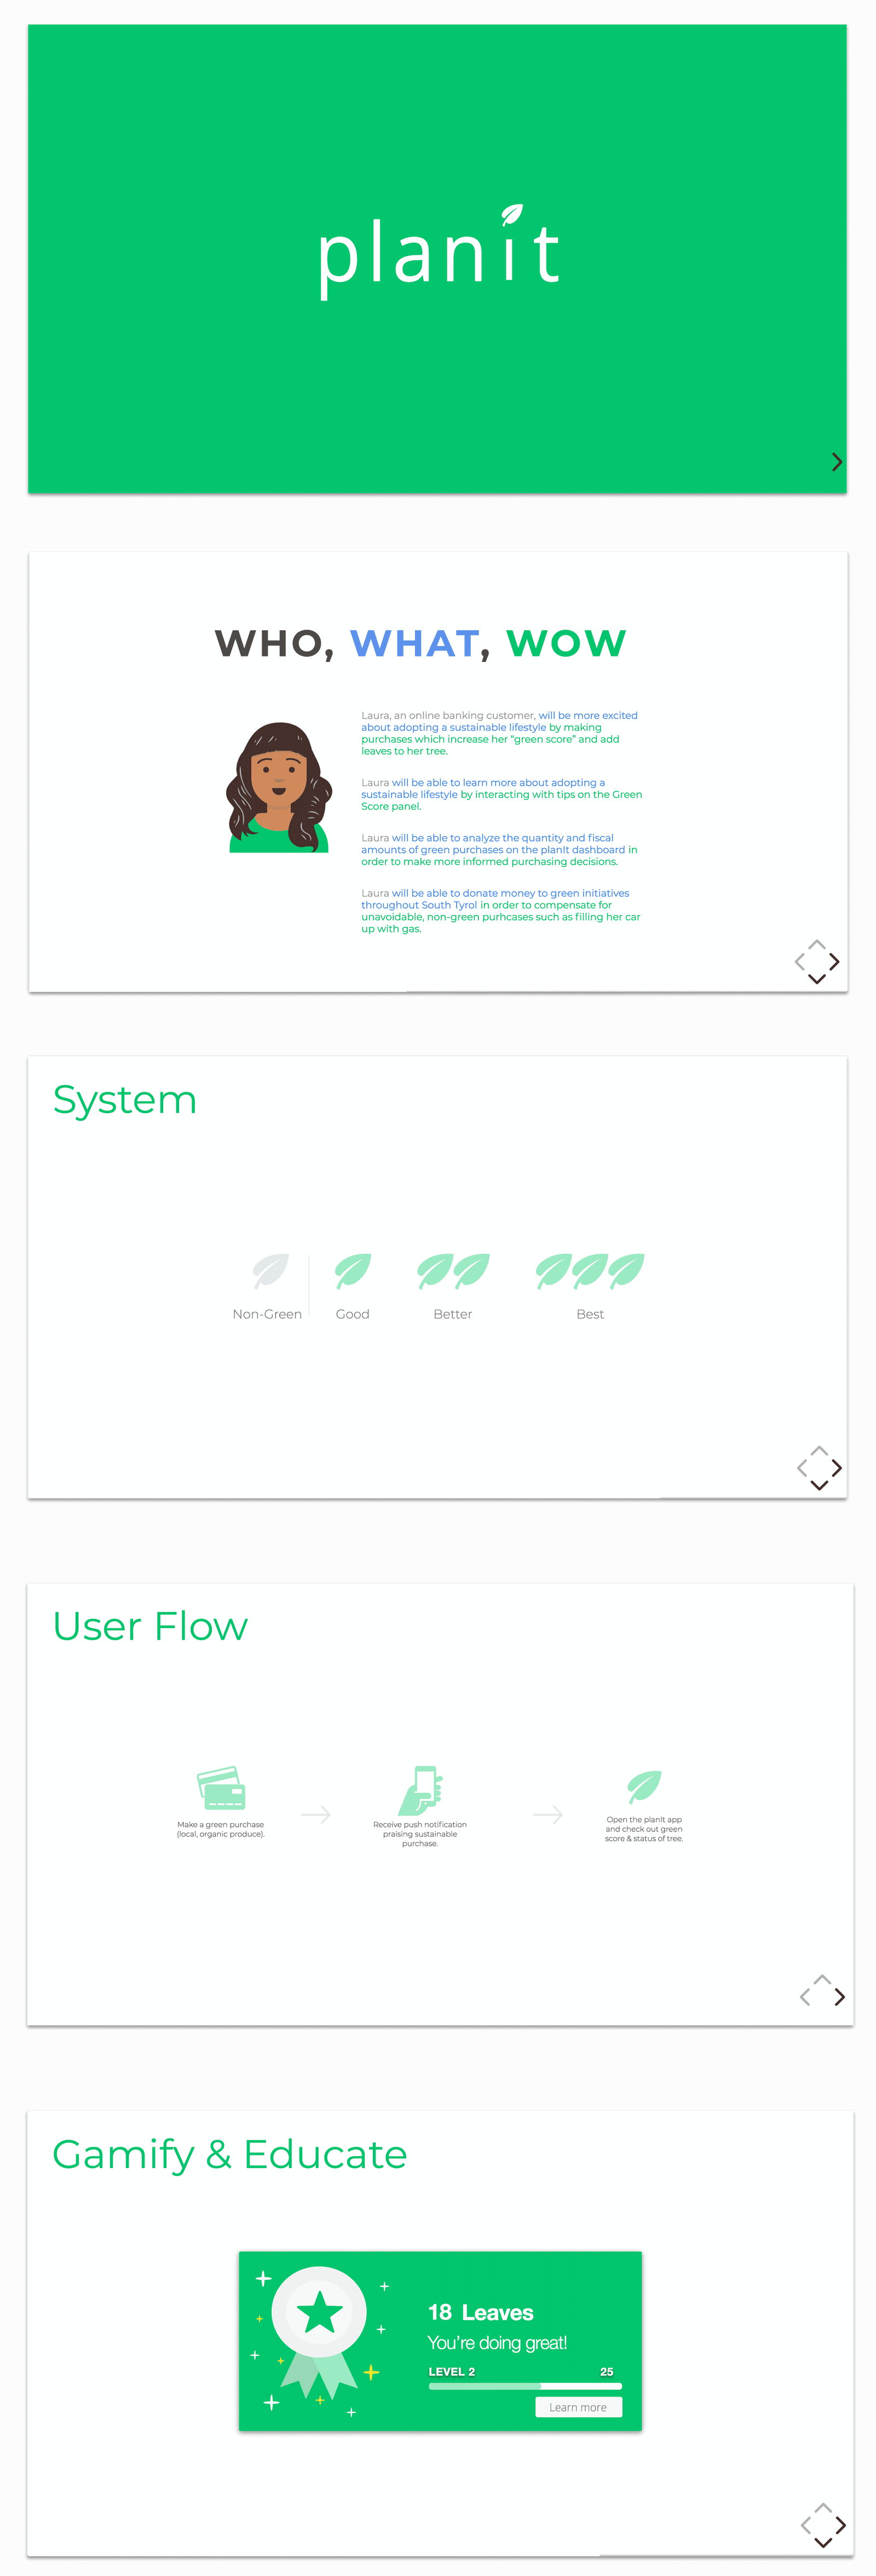 planit
WHO, WHAT, WOW
Laura, an online banking customer, will be more excited
about adopting a sustainable lifestyle by making
purchases which increase her “green score” and add
leaves to her tree.
Laura will be able to learn more about adopting a
sustainable lifestyle by interacting with tips on the Green
Score panel.
Laura will be able to analyze the quantity and fiscal
amounts of green purchases on the planIt dashboard in
order to make more informed purchasing decisions.
Laura will be able to donate money to green initiatives
throughout South Tyrol in order to compensate for
unavoidable, non-green purhcases such as filling her car
up with gas.
System
Non-Green Good Better Best
User Flow
Make a green purchase
(local, organic produce).
Receive push notification
praising sustainable
purchase.
Open the planIt app
and check out green
score & status of tree.
Gamify & Educate
18 Leaves
You're doing great!
LEVEL 2 25
Learn more